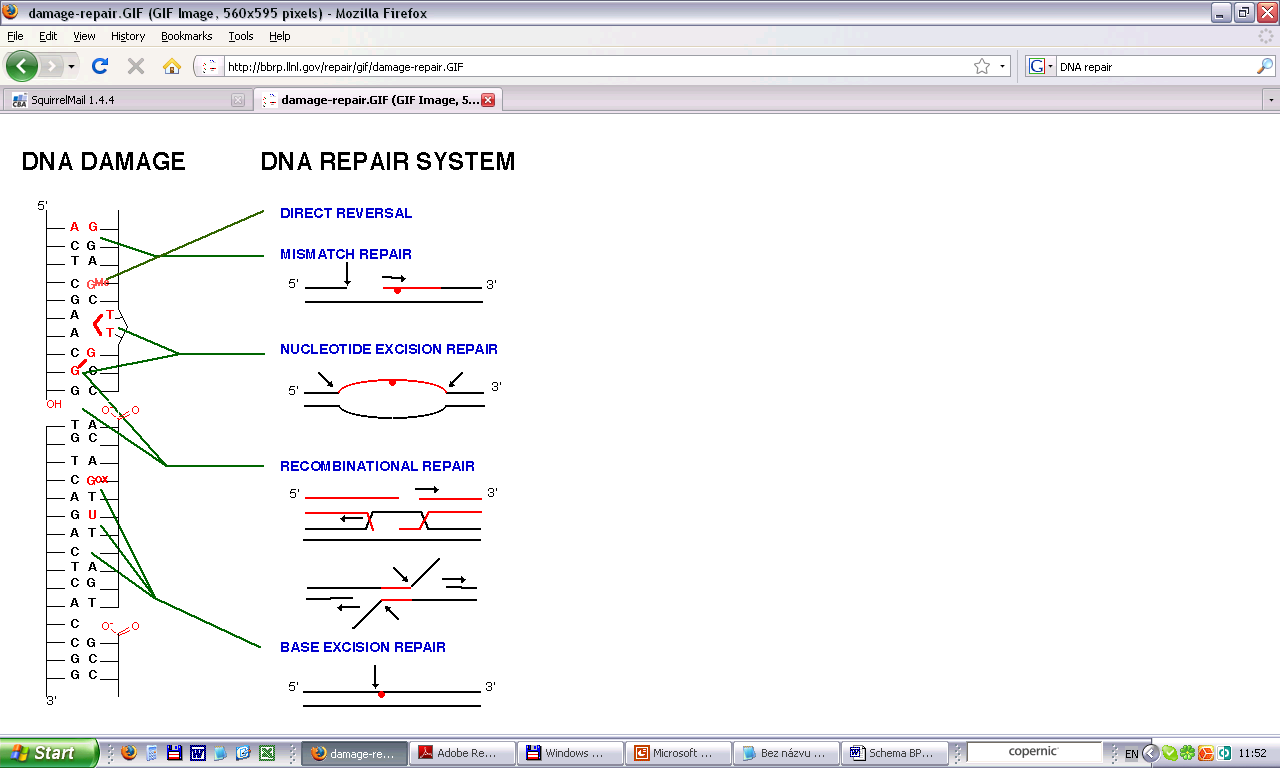 damage-repair.GIF (GIF Image, 560x595 pixels) - Mozilla Firefox
File Edit View History Bookmarks Tools Help
http://bbrp.llnl.gov/repair/gif/damage-repair.GIF
DNA repair
SquirrelMail 1.4.4
damage-repair.GIF (GIF Image, 5...
DNA DAMAGE DNA REPAIR SYSTEM
5'
DIRECT REVERSAL
A G
C G
MISMATCH REPAIR
T A
C GMe
5' 3'
G C
A T
A T
NUCLEOTIDE EXCISION REPAIR
C G
G C
G C
5' 3'
OH
O- O
T A
G C
T A
RECOMBINATIONAL REPAIR
C Gox
A T
5' 3'
G U
A T
C
T A
C G
A T
C
O- O
C G
BASE EXCISION REPAIR
G C
G C
5' 3'
3'
Start
damage-re...
Adobe Re...
Windows ...
Microsoft ...
Bez názvu ...
Schema BP...
copernic
EN
11:52